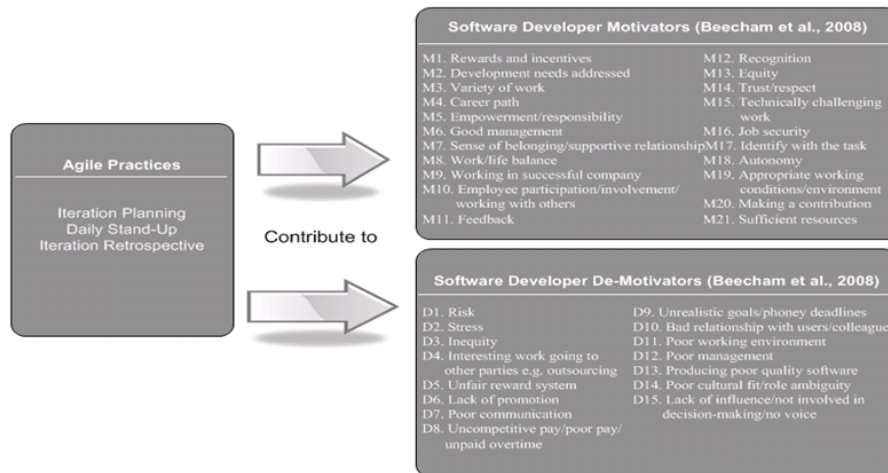 Agile Practices
Iteration Planning
Daily Stand-Up
Iteration Retrospective
Contribute to
Software Developer Motivators (Beecham et al., 2008)
M1. Rewards and incentives
M2. Development needs addressed
M3. Variety of work
M4. Career path
M5. Empowerment/responsibility
M6. Good management
M7. Sense of belonging/supportive relationship
M8. Work/life balance
M9. Working in successful company
M10. Employee participation/involvement/
working with others
M11. Feedback
M12. Recognition
M13. Equity
M14. Trust/respect
M15. Technically challenging
work
M16. Job security
M17. Identify with the task
M18. Autonomy
M19. Appropriate working
conditions/environment
M20. Making a contribution
M21. Sufficient resources
Software Developer De-Motivators (Beecham et al., 2008)
D1. Risk
D2. Stress
D3. Inequity
D4. Interesting work going to
other parties e.g. outsourcing
D5. Unfair reward system
D6. Lack of promotion
D7. Poor communication
D8. Uncompetitive pay/poor pay/
unpaid overtime
D9. Unrealistic goals/phoney deadlines
D10. Bad relationship with users/colleague
D11. Poor working environment
D12. Poor management
D13. Producing poor quality software
D14. Poor cultural fit/role ambiguity
D15. Lack of influence/not involved in
decision-making/no voice